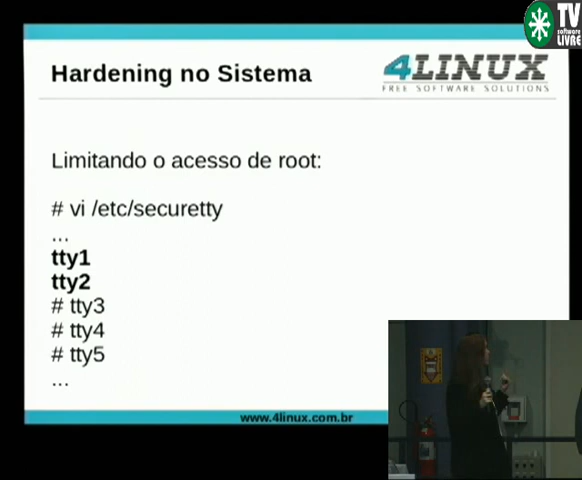 TV
software
LIVRE
Hardening no Sistema
4LINUX
FREE SOFTWARE SOLUTIONS
Limitando o acesso de root:
# vi /etc/securetty
...
tty1
tty2
# tty3
# tty4
# tty5
...
www.4linux.com.br